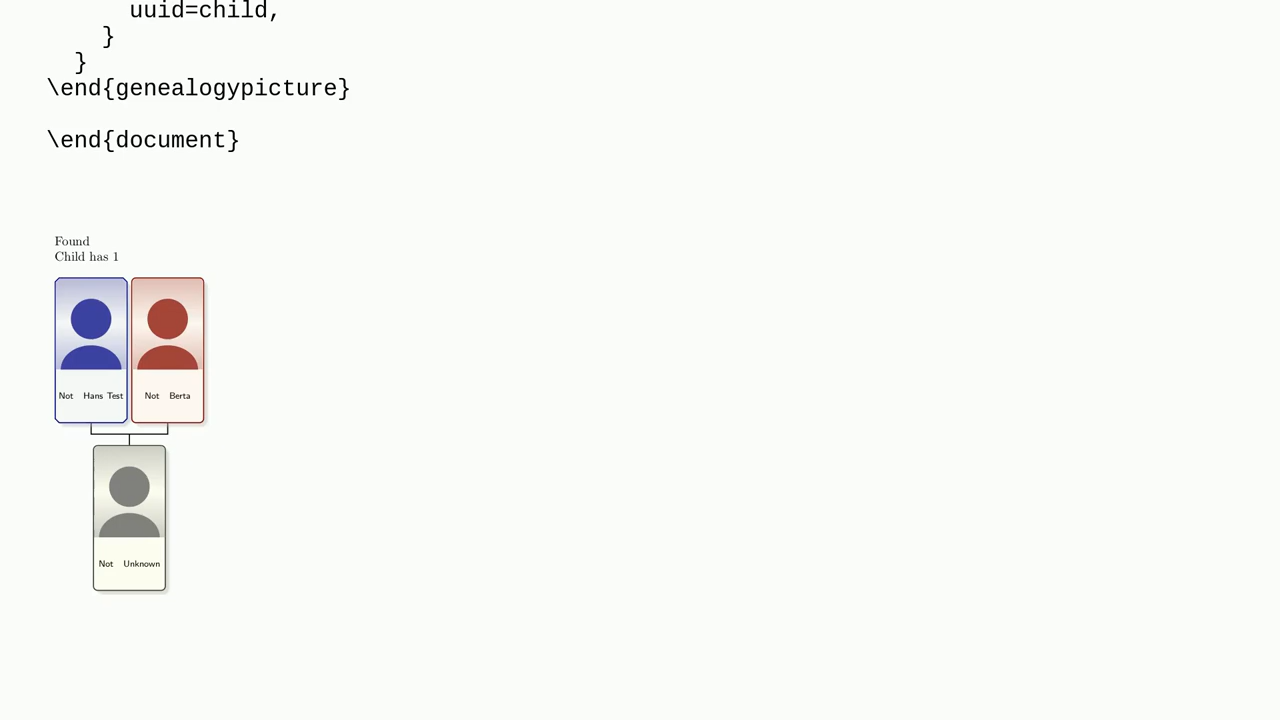 uuid=child,
}
}
\end{genealogypicture}
\end{document}
Found
Child has 1
Not Hans Test
Not Berta
Not Unknown